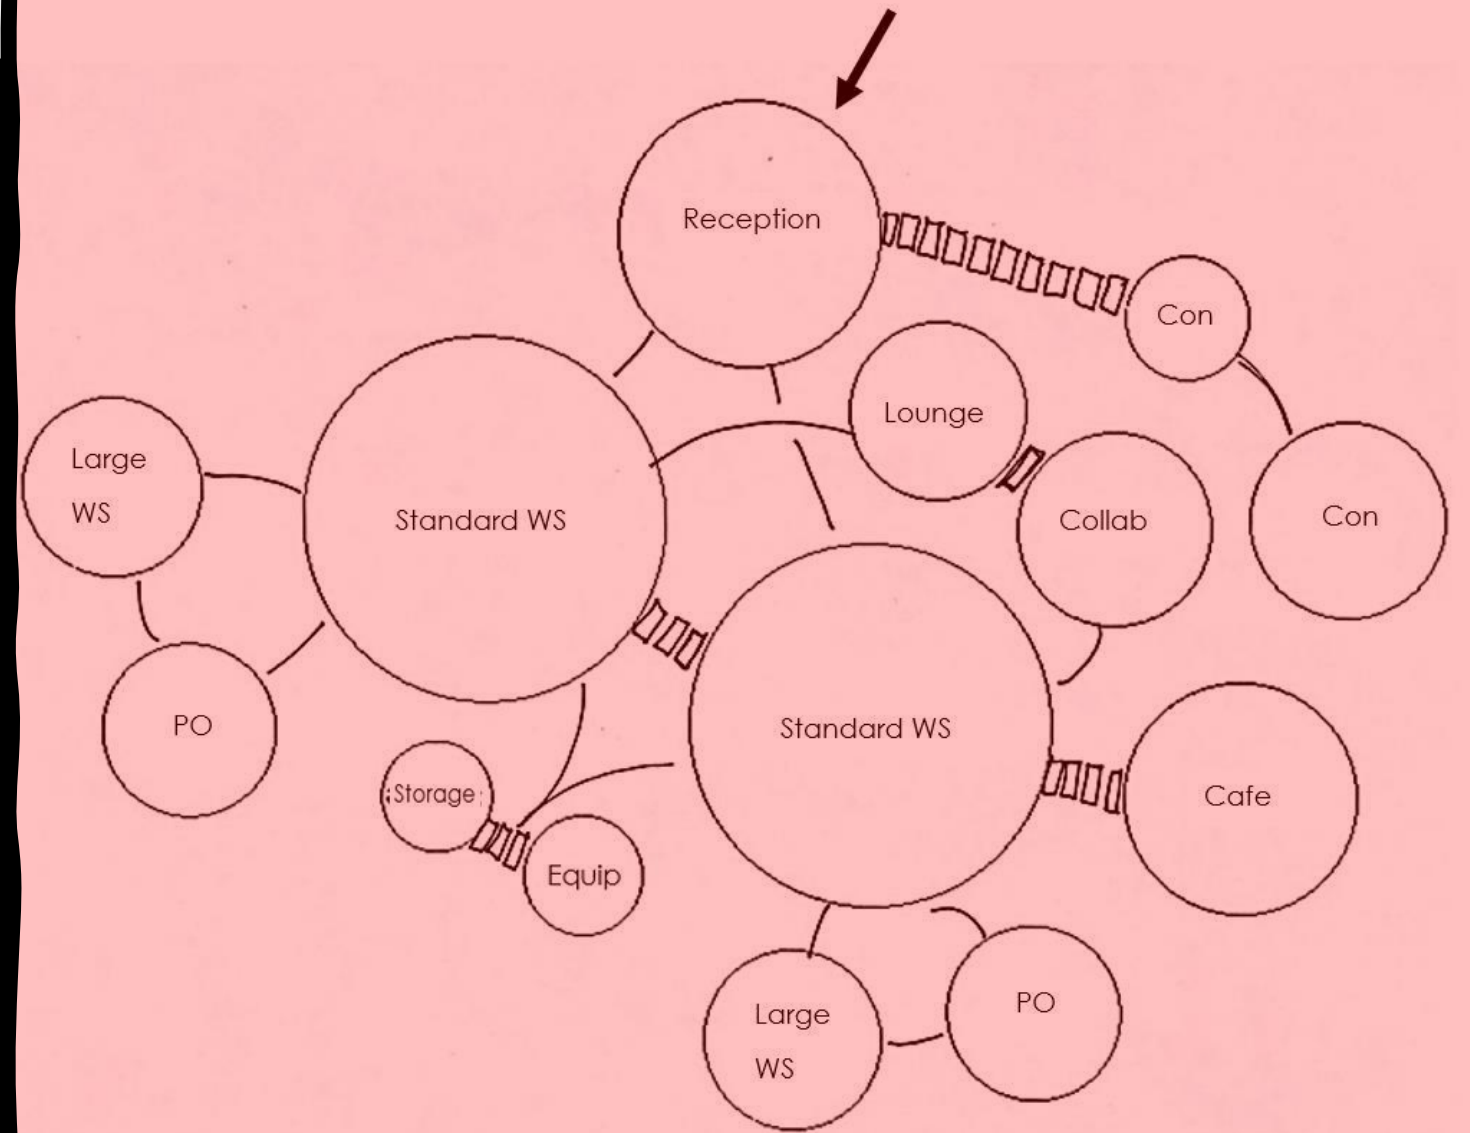 Reception
Con
Lounge
Large
WS
Standard WS
Collab
Con
PO
Standard WS
Storage
Cafe
Equip
Large
WS
PO